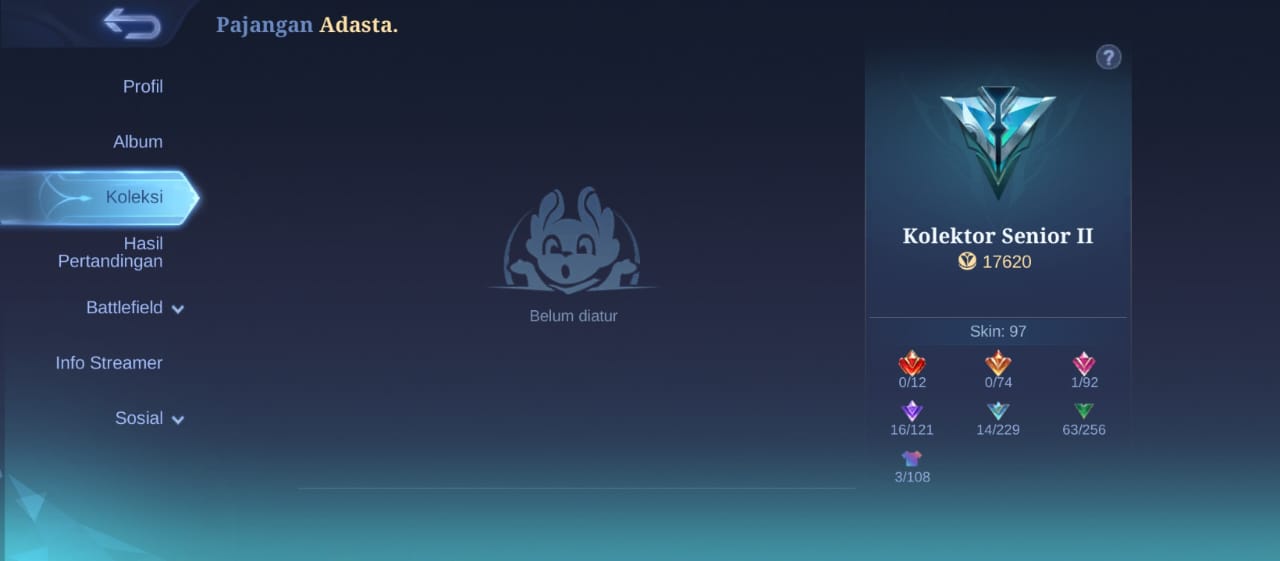 Pajangan Adasta.
?
Profil
Album
Koleksi
Hasil
Pertandingan
Battlefield
Info Streamer
Sosial
Belum diatur
Kolektor Senior II
17620
Skin: 97
0/12 0/74 1/92
16/121 14/229 63/256
3/108